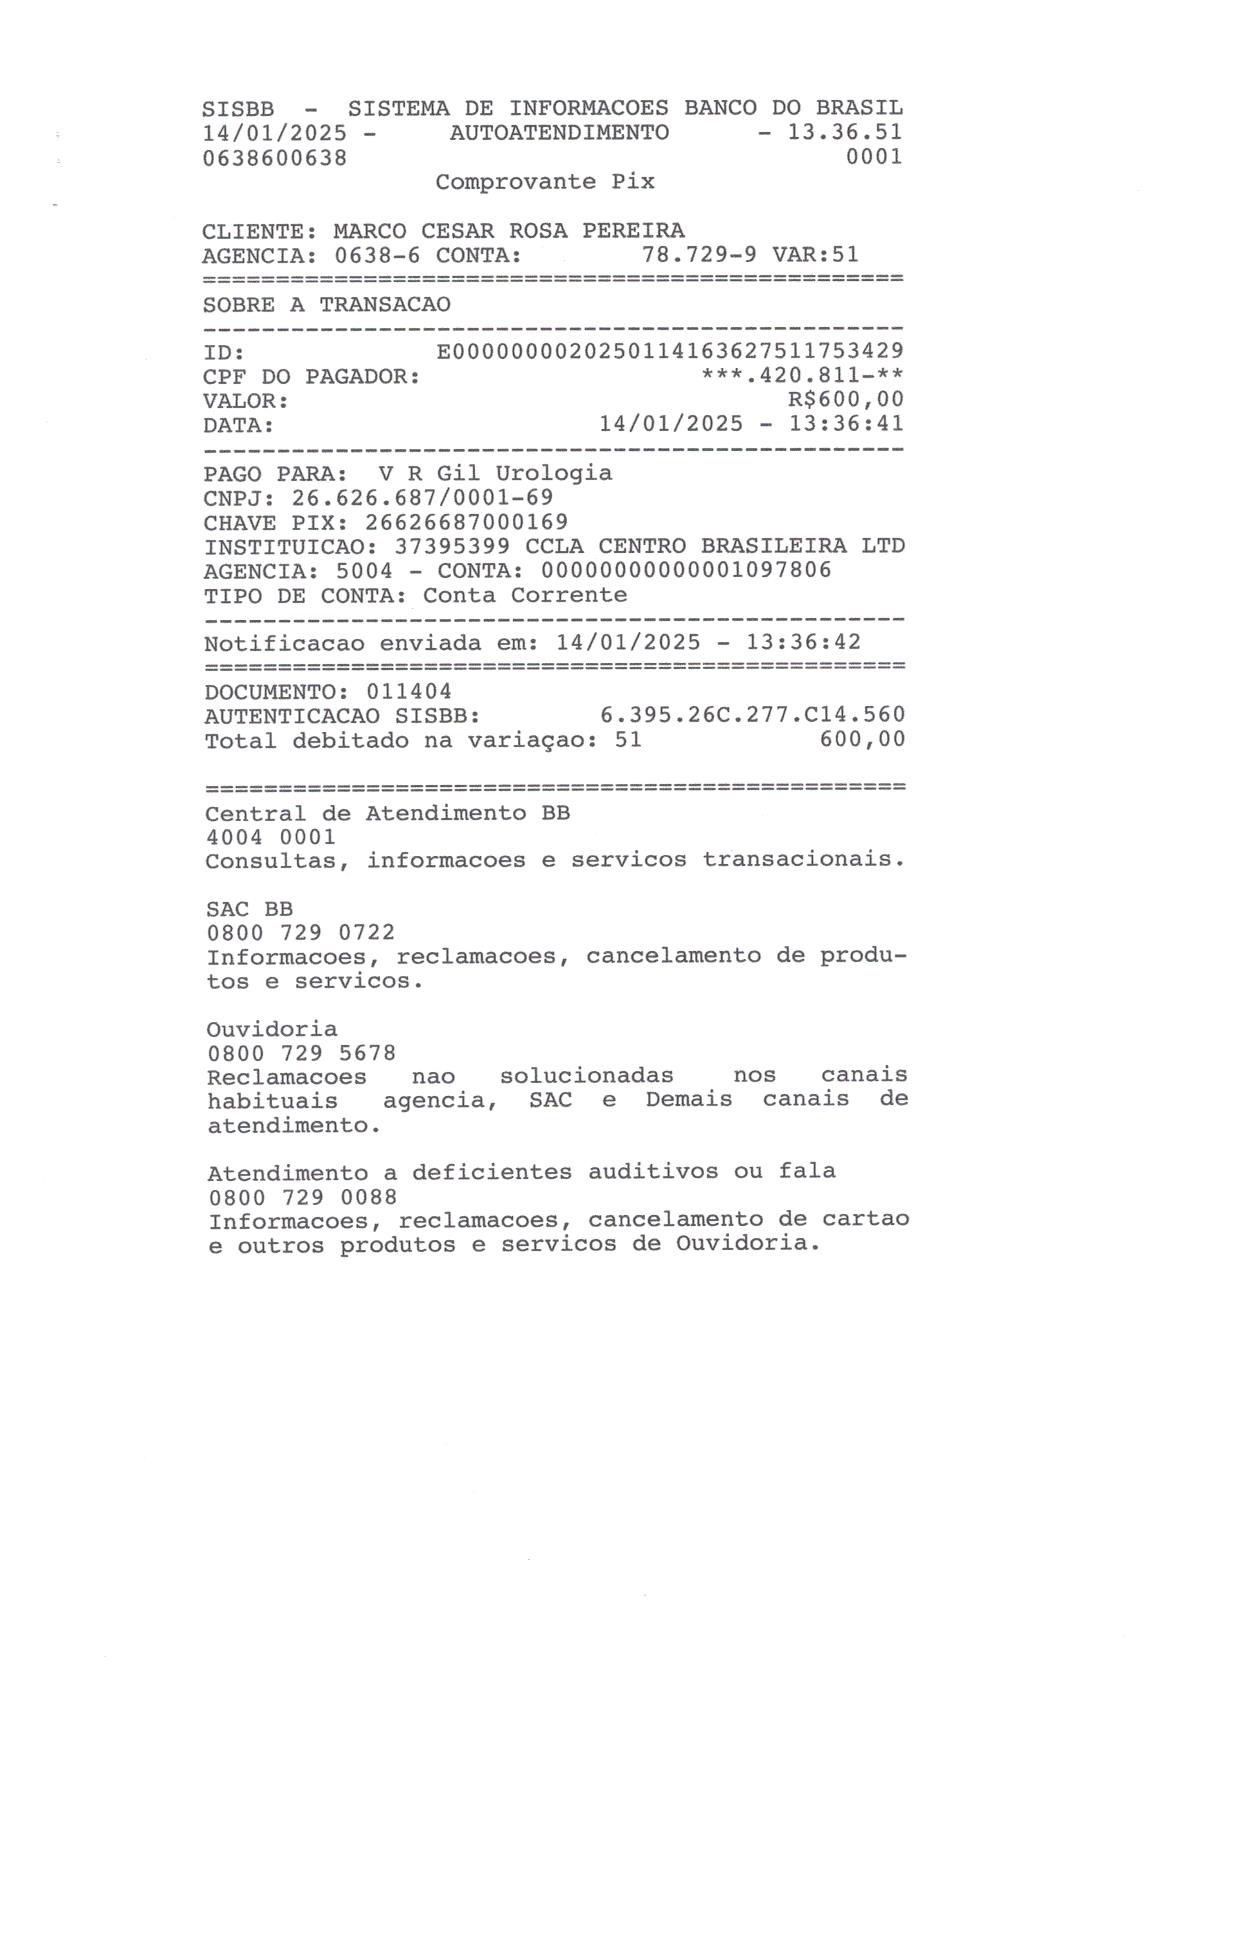 SISBB - SISTEMA DE INFORMACOES BANCO DO BRASIL
14/01/2025 - AUTOATENDIMENTO - 13.36.51
0638600638 0001
Comprovante Pix
CLIENTE: MARCO CESAR ROSA PEREIRA
AGENCIA: 0638-6 CONTA: 78.729-9 VAR:51
================================================
SOBRE A TRANSACAO
------------------------------------------------
ID: E0000000020250114163627511753429
CPF DO PAGADOR: ***.420.811-**
VALOR: R$600,00
DATA: 14/01/2025 - 13:36:41
------------------------------------------------
PAGO PARA: V R Gil Urologia
CNPJ: 26.626.687/0001-69
CHAVE PIX: 26626687000169
INSTITUICAO: 37395399 CCLA CENTRO BRASILEIRA LTD
AGENCIA: 5004 - CONTA: 00000000000001097806
TIPO DE CONTA: Conta Corrente
------------------------------------------------
Notificacao enviada em: 14/01/2025 - 13:36:42
================================================
DOCUMENTO: 011404
AUTENTICACAO SISBB: 6.395.26C.277.C14.560
Total debitado na variaçao: 51 600,00
================================================
Central de Atendimento BB
4004 0001
Consultas, informacoes e servicos transacionais.
SAC BB
0800 729 0722
Informacoes, reclamacoes, cancelamento de produ-
tos e servicos.
Ouvidoria
0800 729 5678
Reclamacoes nao solucionadas nos canais
habituais agencia, SAC e Demais canais de
atendimento.
Atendimento a deficientes auditivos ou fala
0800 729 0088
Informacoes, reclamacoes, cancelamento de cartao
e outros produtos e servicos de Ouvidoria.